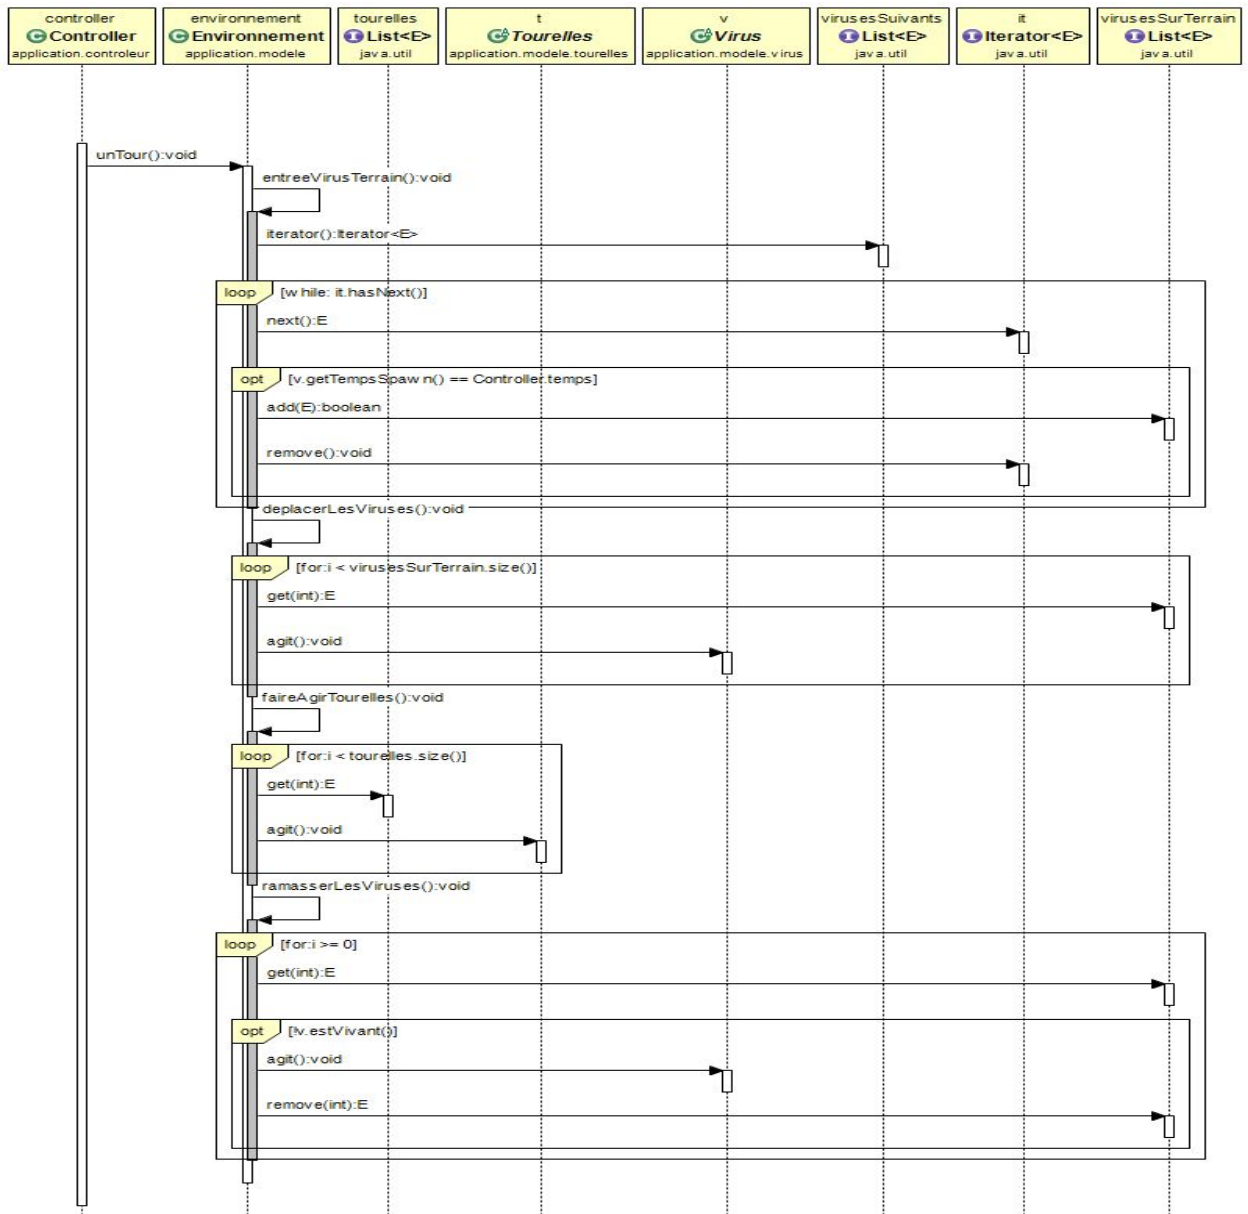 controller
Controller
application.controleur
environnement
Environnement
application.modele
tourelles
List<E>
java.util
t
Tourelles
application.modele.tourelles
v
Virus
application.modele.virus
virusesSuivants
List<E>
java.util
it
Iterator<E>
java.util
virusesSurTerrain
List<E>
java.util
unTour():void
entreeVirusTerrain():void
iterator():Iterator<E>
loop [while: it.hasNext()]
next():E
opt [v.getTempsSpawn() == Controller.temps]
add(E):boolean
remove():void
deplacerLesViruses():void
loop [for:i < virusesSurTerrain.size()]
get(int):E
agit():void
faireAgirTourelles():void
loop [for:i < tourelles.size()]
get(int):E
agit():void
ramasserLesViruses():void
loop [for:i >= 0]
get(int):E
opt [!v.estVivant()]
agit():void
remove(int):E